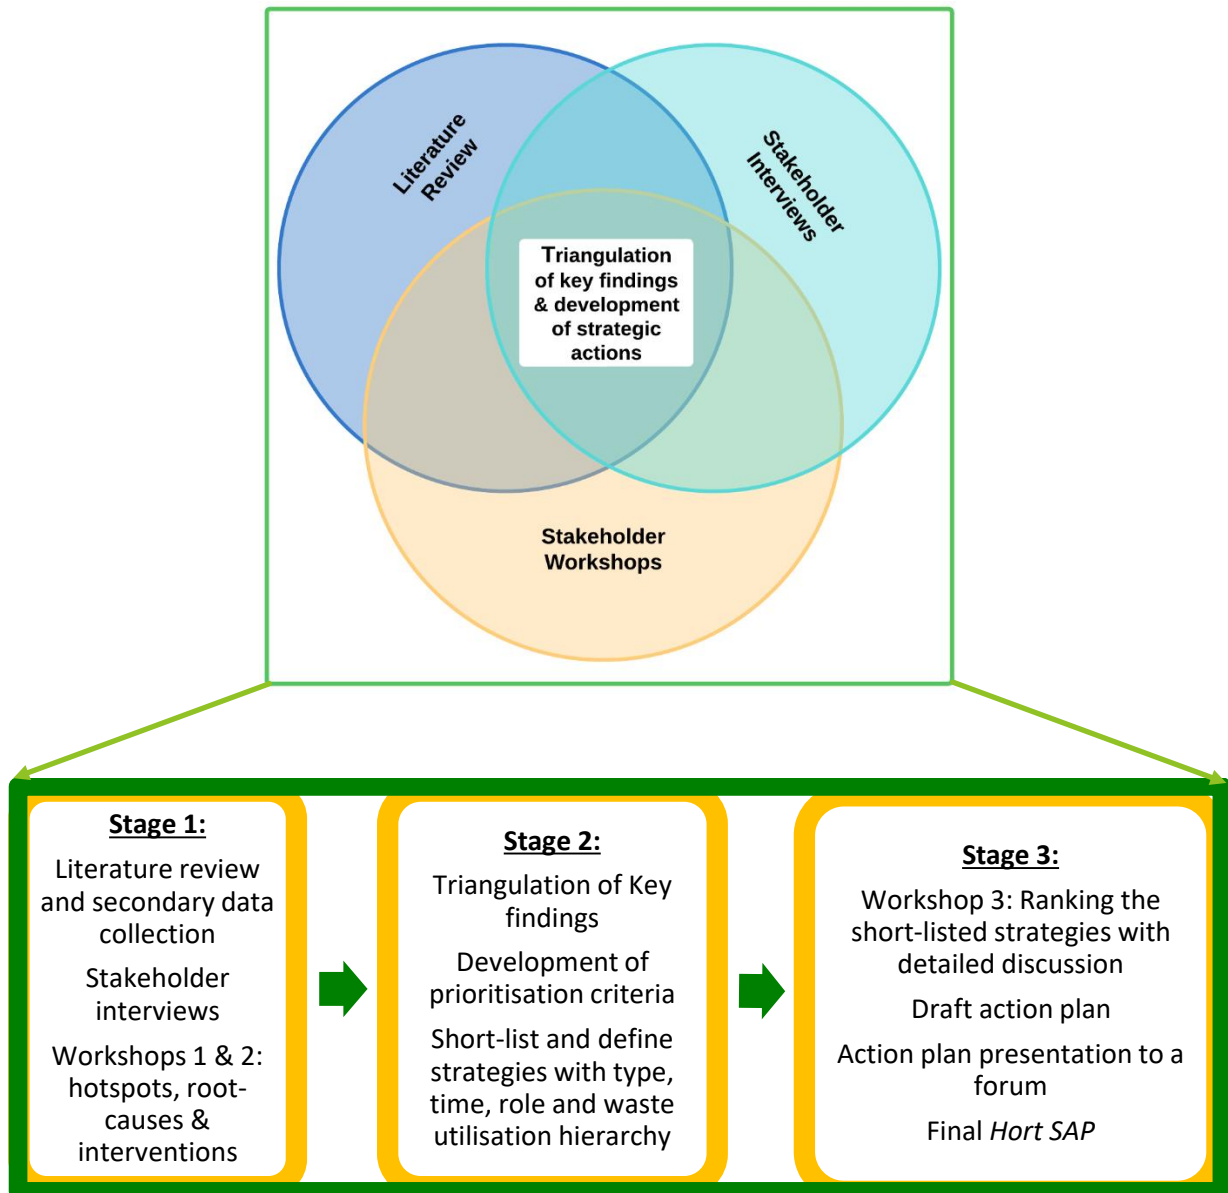 Literature
Review
Stakeholder
Interviews
Triangulation
of key findings
& development
of strategic
actions
Stakeholder
Workshops
Stage 1:
Literature review
and secondary data
collection
Stakeholder
interviews
Workshops 1 & 2:
hotspots, root-
causes &
interventions
Stage 2:
Triangulation of Key
findings
Development of
prioritisation criteria
Short-list and define
strategies with type,
time, role and waste
utilisation hierarchy
Stage 3:
Workshop 3: Ranking the
short-listed strategies with
detailed discussion
Draft action plan
Action plan presentation to a
forum
Final Hort SAP